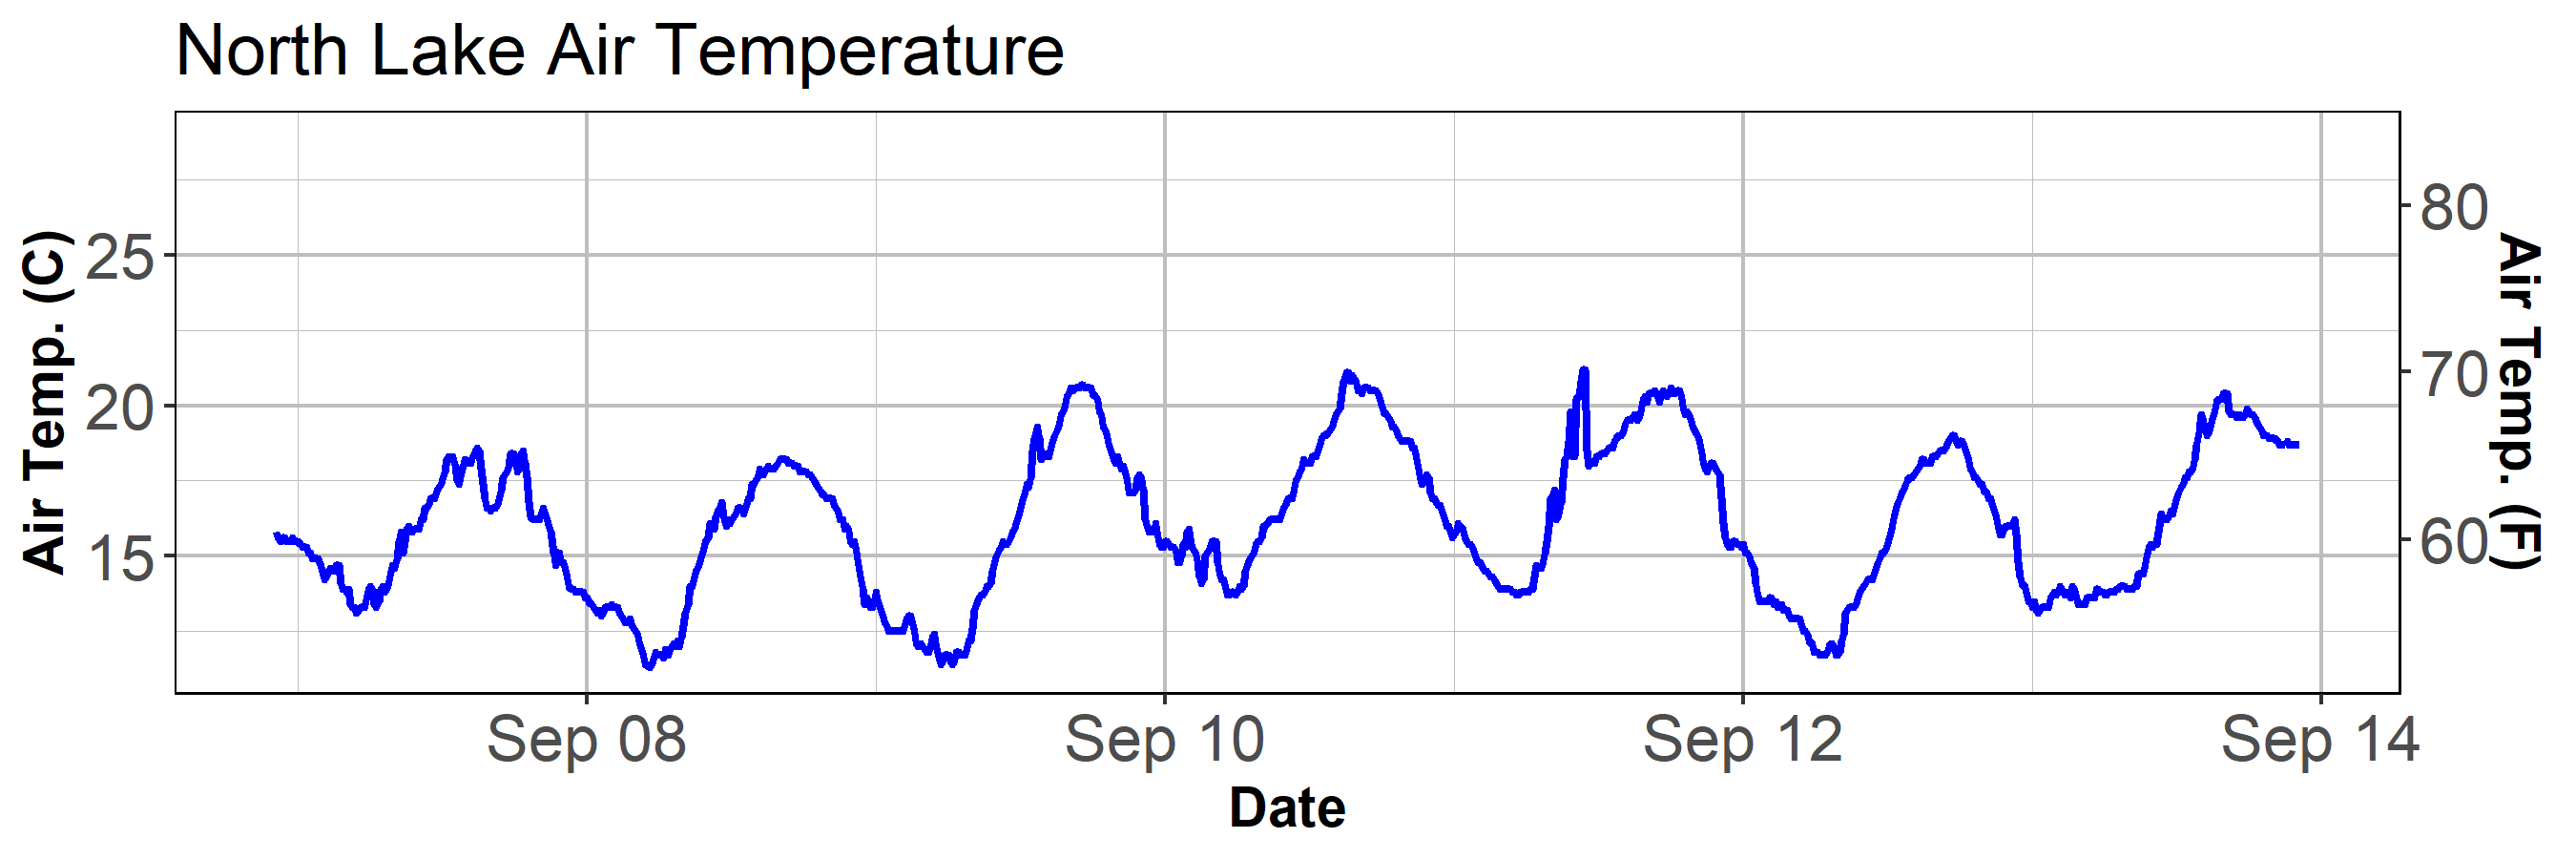 North Lake Air Temperature
Air Temp. (C)
25
20
15
80
70
60
Air Temp. (F)
Sep 08 Sep 10 Sep 12 Sep 14
Date